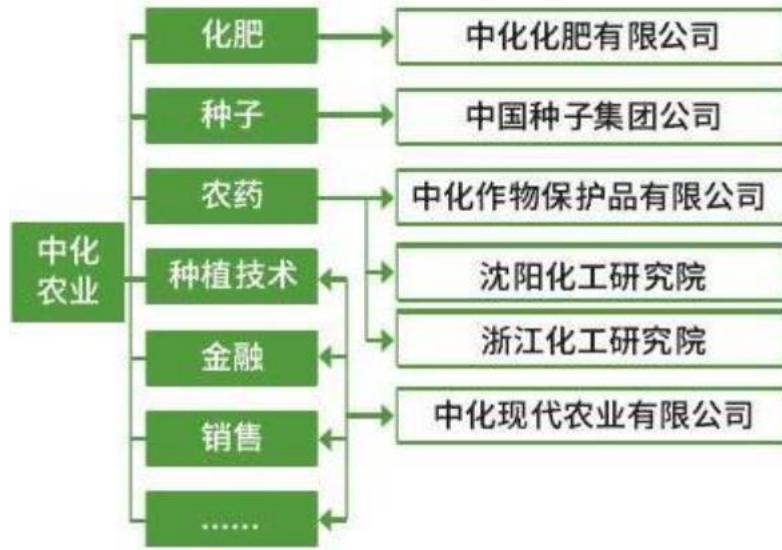 化肥
中化化肥有限公司
种子
中国种子集团公司
农药
中化作物保护品有限公司
中化
农业
种植技术
沈阳化工研究院
金融
浙江化工研究院
销售
中化现代农业有限公司
......